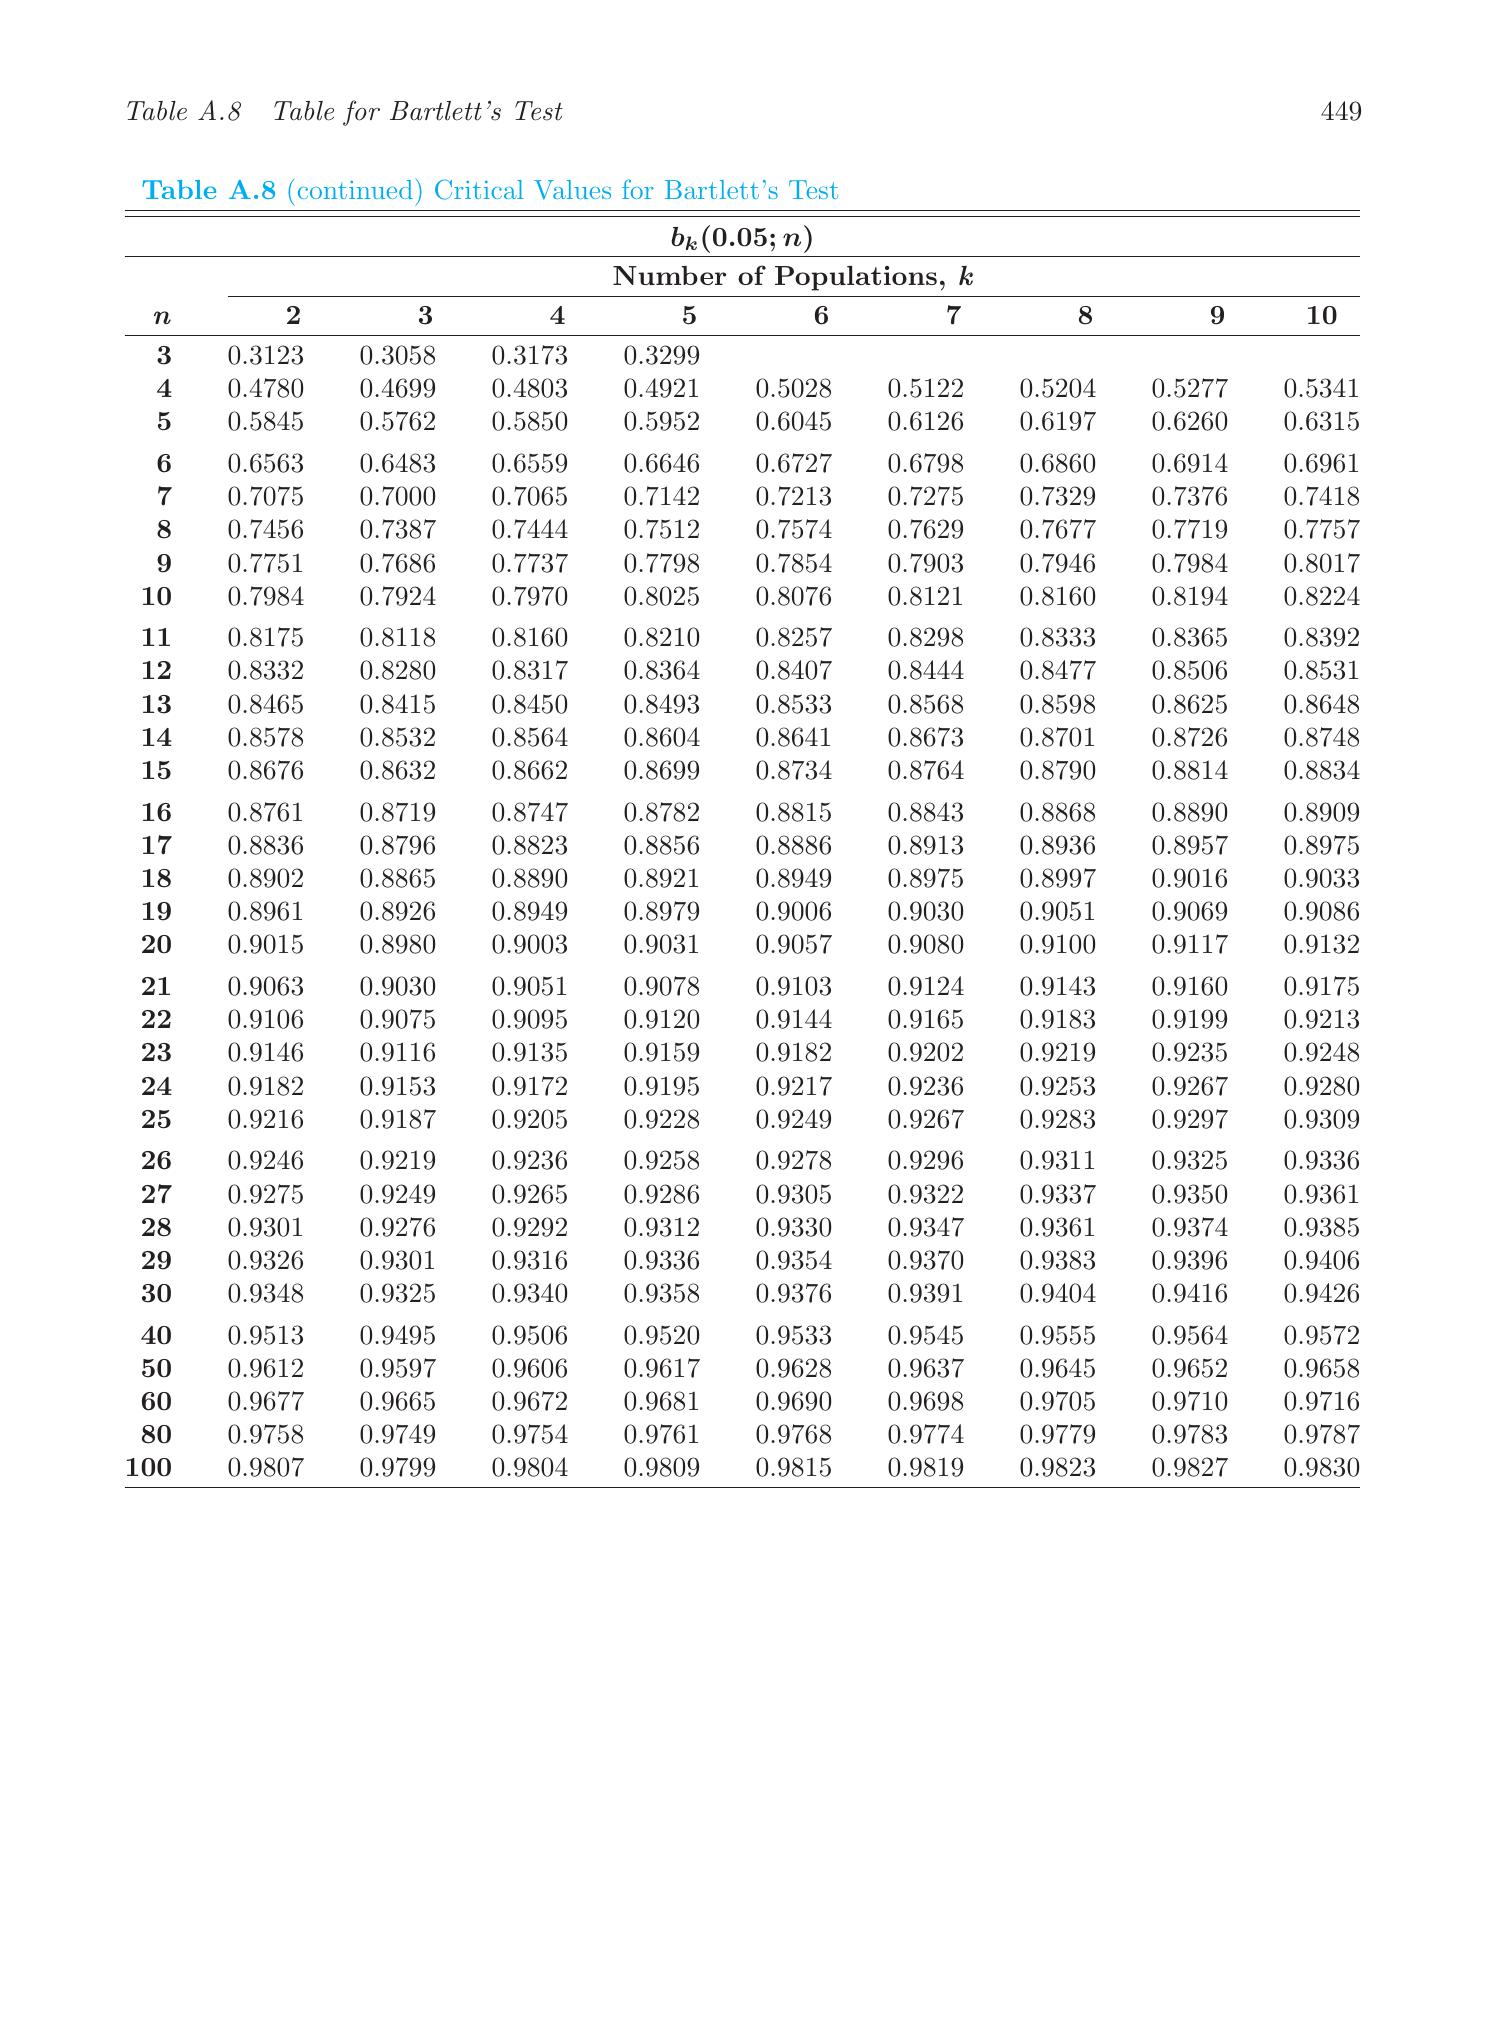 Table A.8 Table for Bartlett's Test 449
Table A.8 (continued) Critical Values for Bartlett's Test
bk(0.05; n)
Number of Populations, k
n 2 3 4 5 6 7 8 9 10
3 0.3123 0.3058 0.3173 0.3299
4 0.4780 0.4699 0.4803 0.4921 0.5028 0.5122 0.5204 0.5277 0.5341
5 0.5845 0.5762 0.5850 0.5952 0.6045 0.6126 0.6197 0.6260 0.6315
6 0.6563 0.6483 0.6559 0.6646 0.6727 0.6798 0.6860 0.6914 0.6961
7 0.7075 0.7000 0.7065 0.7142 0.7213 0.7275 0.7329 0.7376 0.7418
8 0.7456 0.7387 0.7444 0.7512 0.7574 0.7629 0.7677 0.7719 0.7757
9 0.7751 0.7686 0.7737 0.7798 0.7854 0.7903 0.7946 0.7984 0.8017
10 0.7984 0.7924 0.7970 0.8025 0.8076 0.8121 0.8160 0.8194 0.8224
11 0.8175 0.8118 0.8160 0.8210 0.8257 0.8298 0.8333 0.8365 0.8392
12 0.8332 0.8280 0.8317 0.8364 0.8407 0.8444 0.8477 0.8506 0.8531
13 0.8465 0.8415 0.8450 0.8493 0.8533 0.8568 0.8598 0.8625 0.8648
14 0.8578 0.8532 0.8564 0.8604 0.8641 0.8673 0.8701 0.8726 0.8748
15 0.8676 0.8632 0.8662 0.8699 0.8734 0.8764 0.8790 0.8814 0.8834
16 0.8761 0.8719 0.8747 0.8782 0.8815 0.8843 0.8868 0.8890 0.8909
17 0.8836 0.8796 0.8823 0.8856 0.8886 0.8913 0.8936 0.8957 0.8975
18 0.8902 0.8865 0.8890 0.8921 0.8949 0.8975 0.8997 0.9016 0.9033
19 0.8961 0.8926 0.8949 0.8979 0.9006 0.9030 0.9051 0.9069 0.9086
20 0.9015 0.8980 0.9003 0.9031 0.9057 0.9080 0.9100 0.9117 0.9132
21 0.9063 0.9030 0.9051 0.9078 0.9103 0.9124 0.9143 0.9160 0.9175
22 0.9106 0.9075 0.9095 0.9120 0.9144 0.9165 0.9183 0.9199 0.9213
23 0.9146 0.9116 0.9135 0.9159 0.9182 0.9202 0.9219 0.9235 0.9248
24 0.9182 0.9153 0.9172 0.9195 0.9217 0.9236 0.9253 0.9267 0.9280
25 0.9216 0.9187 0.9205 0.9228 0.9249 0.9267 0.9283 0.9297 0.9309
26 0.9246 0.9219 0.9236 0.9258 0.9278 0.9296 0.9311 0.9325 0.9336
27 0.9275 0.9249 0.9265 0.9286 0.9305 0.9322 0.9337 0.9350 0.9361
28 0.9301 0.9276 0.9292 0.9312 0.9330 0.9347 0.9361 0.9374 0.9385
29 0.9326 0.9301 0.9316 0.9336 0.9354 0.9370 0.9383 0.9396 0.9406
30 0.9348 0.9325 0.9340 0.9358 0.9376 0.9391 0.9404 0.9416 0.9426
40 0.9513 0.9495 0.9506 0.9520 0.9533 0.9545 0.9555 0.9564 0.9572
50 0.9612 0.9597 0.9606 0.9617 0.9628 0.9637 0.9645 0.9652 0.9658
60 0.9677 0.9665 0.9672 0.9681 0.9690 0.9698 0.9705 0.9710 0.9716
80 0.9758 0.9749 0.9754 0.9761 0.9768 0.9774 0.9779 0.9783 0.9787
100 0.9807 0.9799 0.9804 0.9809 0.9815 0.9819 0.9823 0.9827 0.9830